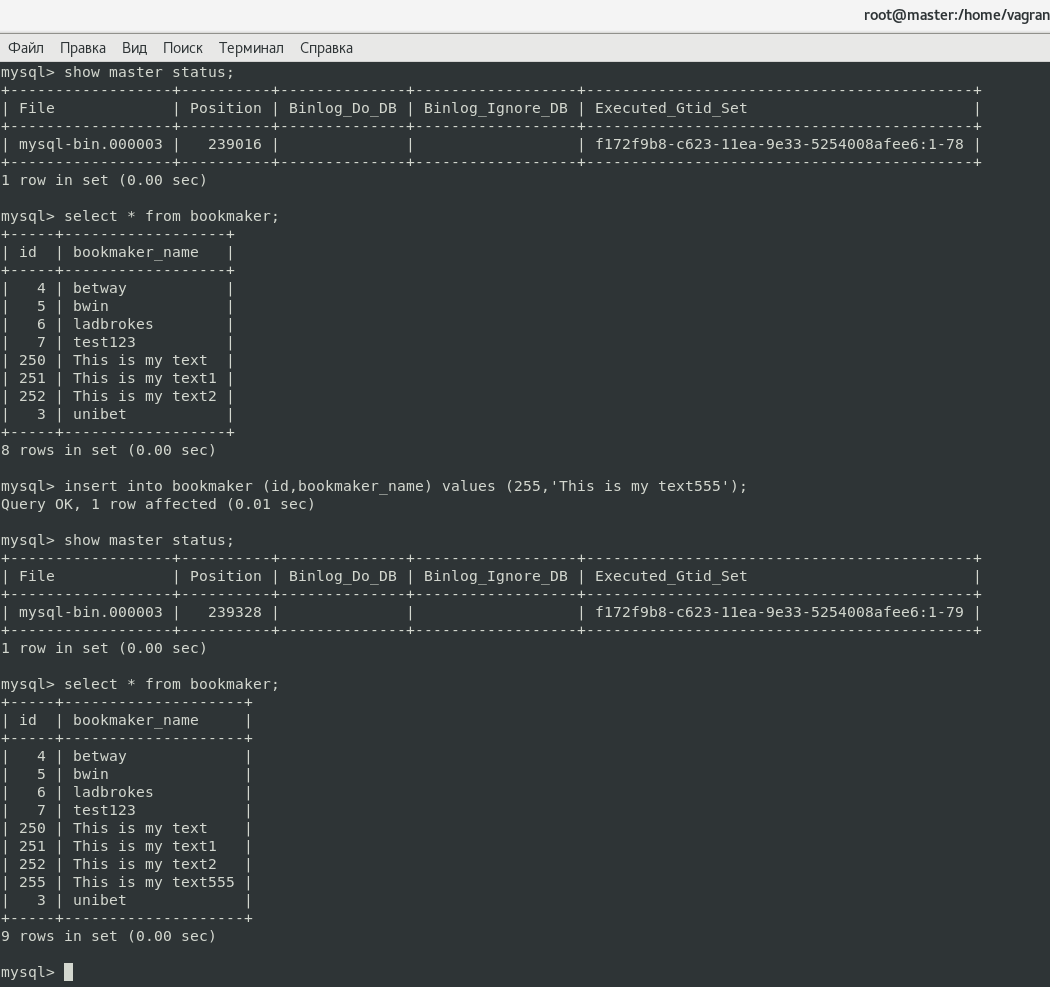 root@master:/home/vagran
Файл Правка Вид Поиск Терминал Справка
mysql> show master status;
+------------------+----------+--------------+------------------+-------------------------------------------+
| File             | Position | Binlog_Do_DB | Binlog_Ignore_DB | Executed_Gtid_Set                         |
+------------------+----------+--------------+------------------+-------------------------------------------+
| mysql-bin.000003 |   239016 |              |                  | f172f9b8-c623-11ea-9e33-5254008afee6:1-78 |
+------------------+----------+--------------+------------------+-------------------------------------------+
1 row in set (0.00 sec)

mysql> select * from bookmaker;
+-----+------------------+
| id  | bookmaker_name   |
+-----+------------------+
|   4 | betway           |
|   5 | bwin             |
|   6 | ladbrokes        |
|   7 | test123          |
| 250 | This is my text  |
| 251 | This is my text1 |
| 252 | This is my text2 |
|   3 | unibet           |
+-----+------------------+
8 rows in set (0.00 sec)

mysql> insert into bookmaker (id,bookmaker_name) values (255,'This is my text555');
Query OK, 1 row affected (0.01 sec)

mysql> show master status;
+------------------+----------+--------------+------------------+-------------------------------------------+
| File             | Position | Binlog_Do_DB | Binlog_Ignore_DB | Executed_Gtid_Set                         |
+------------------+----------+--------------+------------------+-------------------------------------------+
| mysql-bin.000003 |   239328 |              |                  | f172f9b8-c623-11ea-9e33-5254008afee6:1-79 |
+------------------+----------+--------------+------------------+-------------------------------------------+
1 row in set (0.00 sec)

mysql> select * from bookmaker;
+-----+--------------------+
| id  | bookmaker_name     |
+-----+--------------------+
|   4 | betway             |
|   5 | bwin               |
|   6 | ladbrokes          |
|   7 | test123            |
| 250 | This is my text    |
| 251 | This is my text1   |
| 252 | This is my text2   |
| 255 | This is my text555 |
|   3 | unibet             |
+-----+--------------------+
9 rows in set (0.00 sec)

mysql>